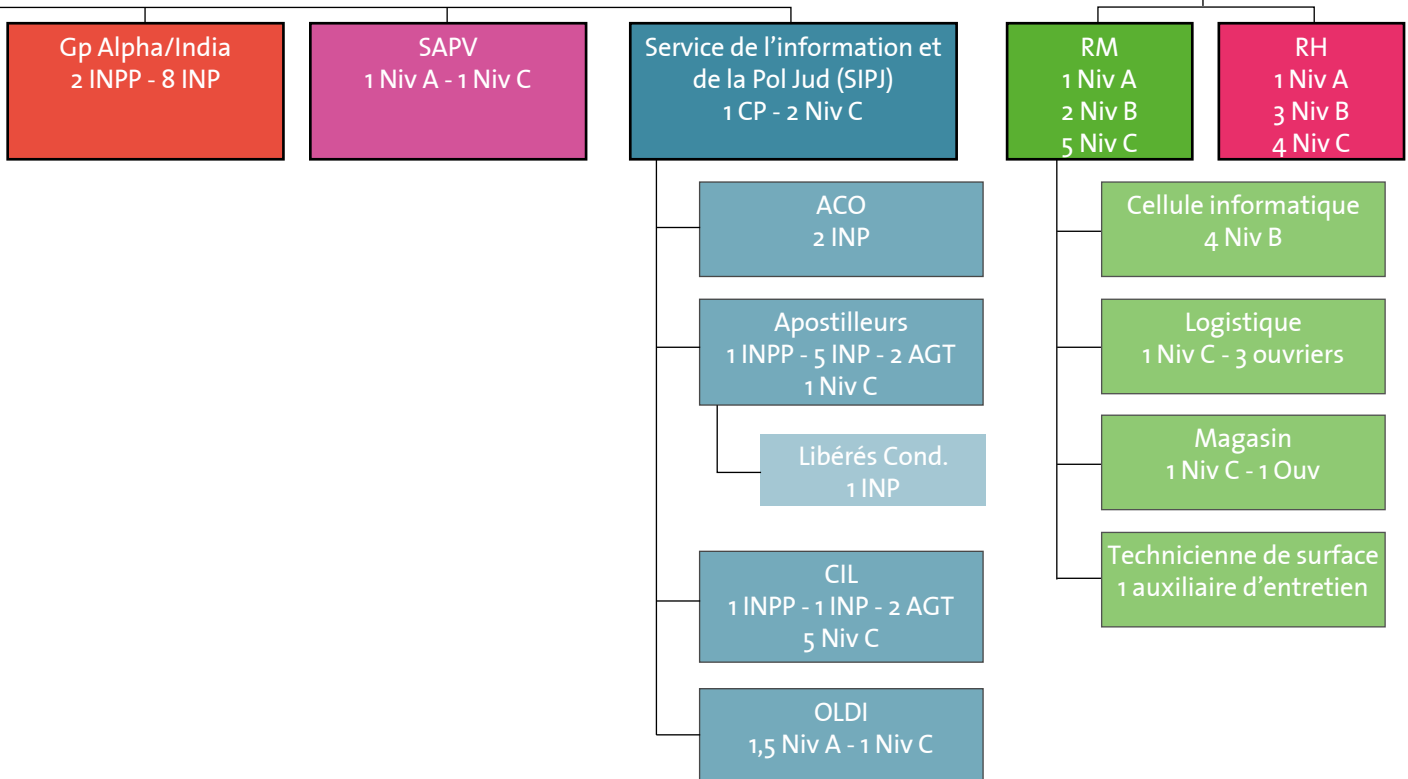 Gp Alpha/India
2 INPP - 8 INP
SAPV
1 Niv A - 1 Niv C
Service de l'information et
de la Pol Jud (SIPJ)
1 CP - 2 Niv C
ACO
2 INP
Apostilleurs
1 INPP - 5 INP - 2 AGT
1 Niv C
Libérés Cond.
1 INP
CIL
1 INPP - 1 INP - 2 AGT
5 Niv C
OLDI
1,5 Niv A - 1 Niv C
RM
1 Niv A
2 Niv B
5 Niv C
RH
1 Niv A
3 Niv B
4 Niv C
Cellule informatique
4 Niv B
Logistique
1 Niv C - 3 ouvriers
Magasin
1 Niv C - 1 Ouv
Technicienne de surface
1 auxiliaire d'entretien